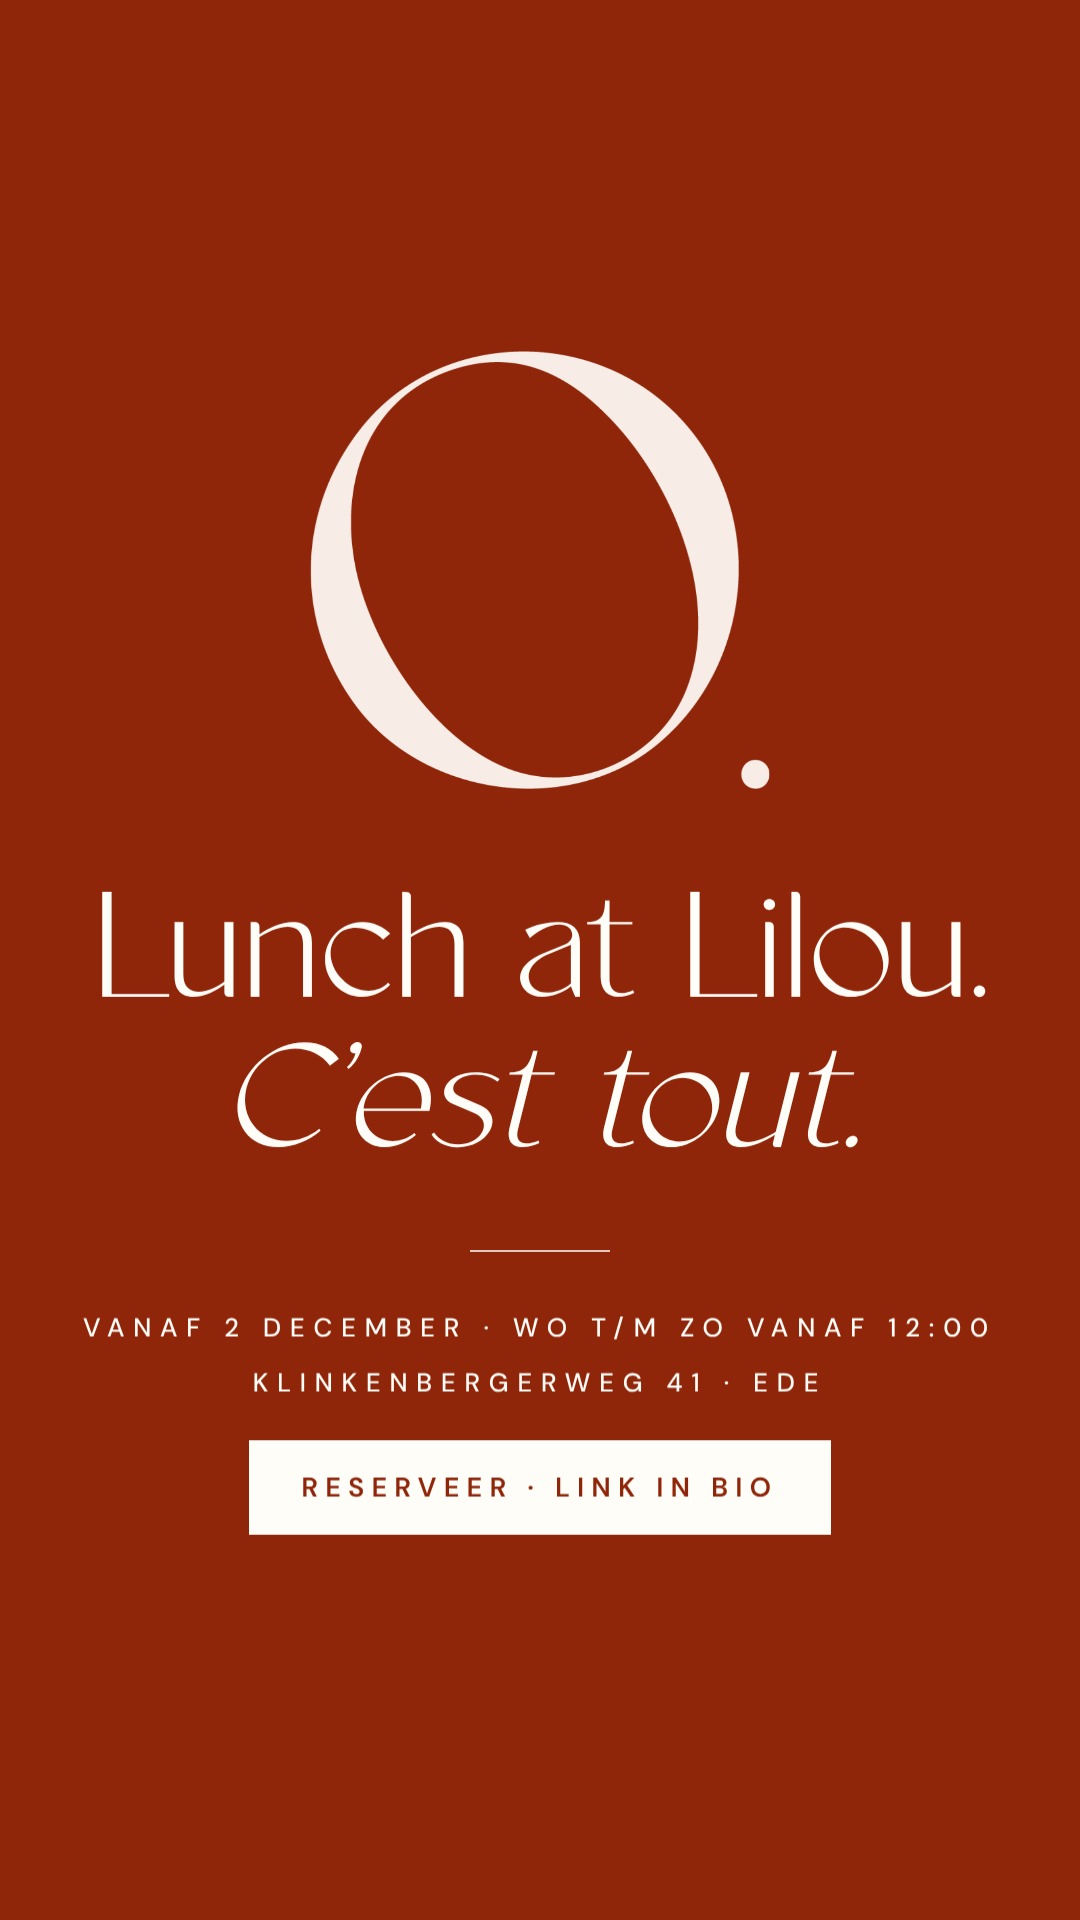 O.
Lunch at Lilou.
C’est tout.
VANAF 2 DECEMBER · WO T/M ZO VANAF 12:00
KLINKENBERGERWEG 41 · EDE
RESERVEER · LINK IN BIO